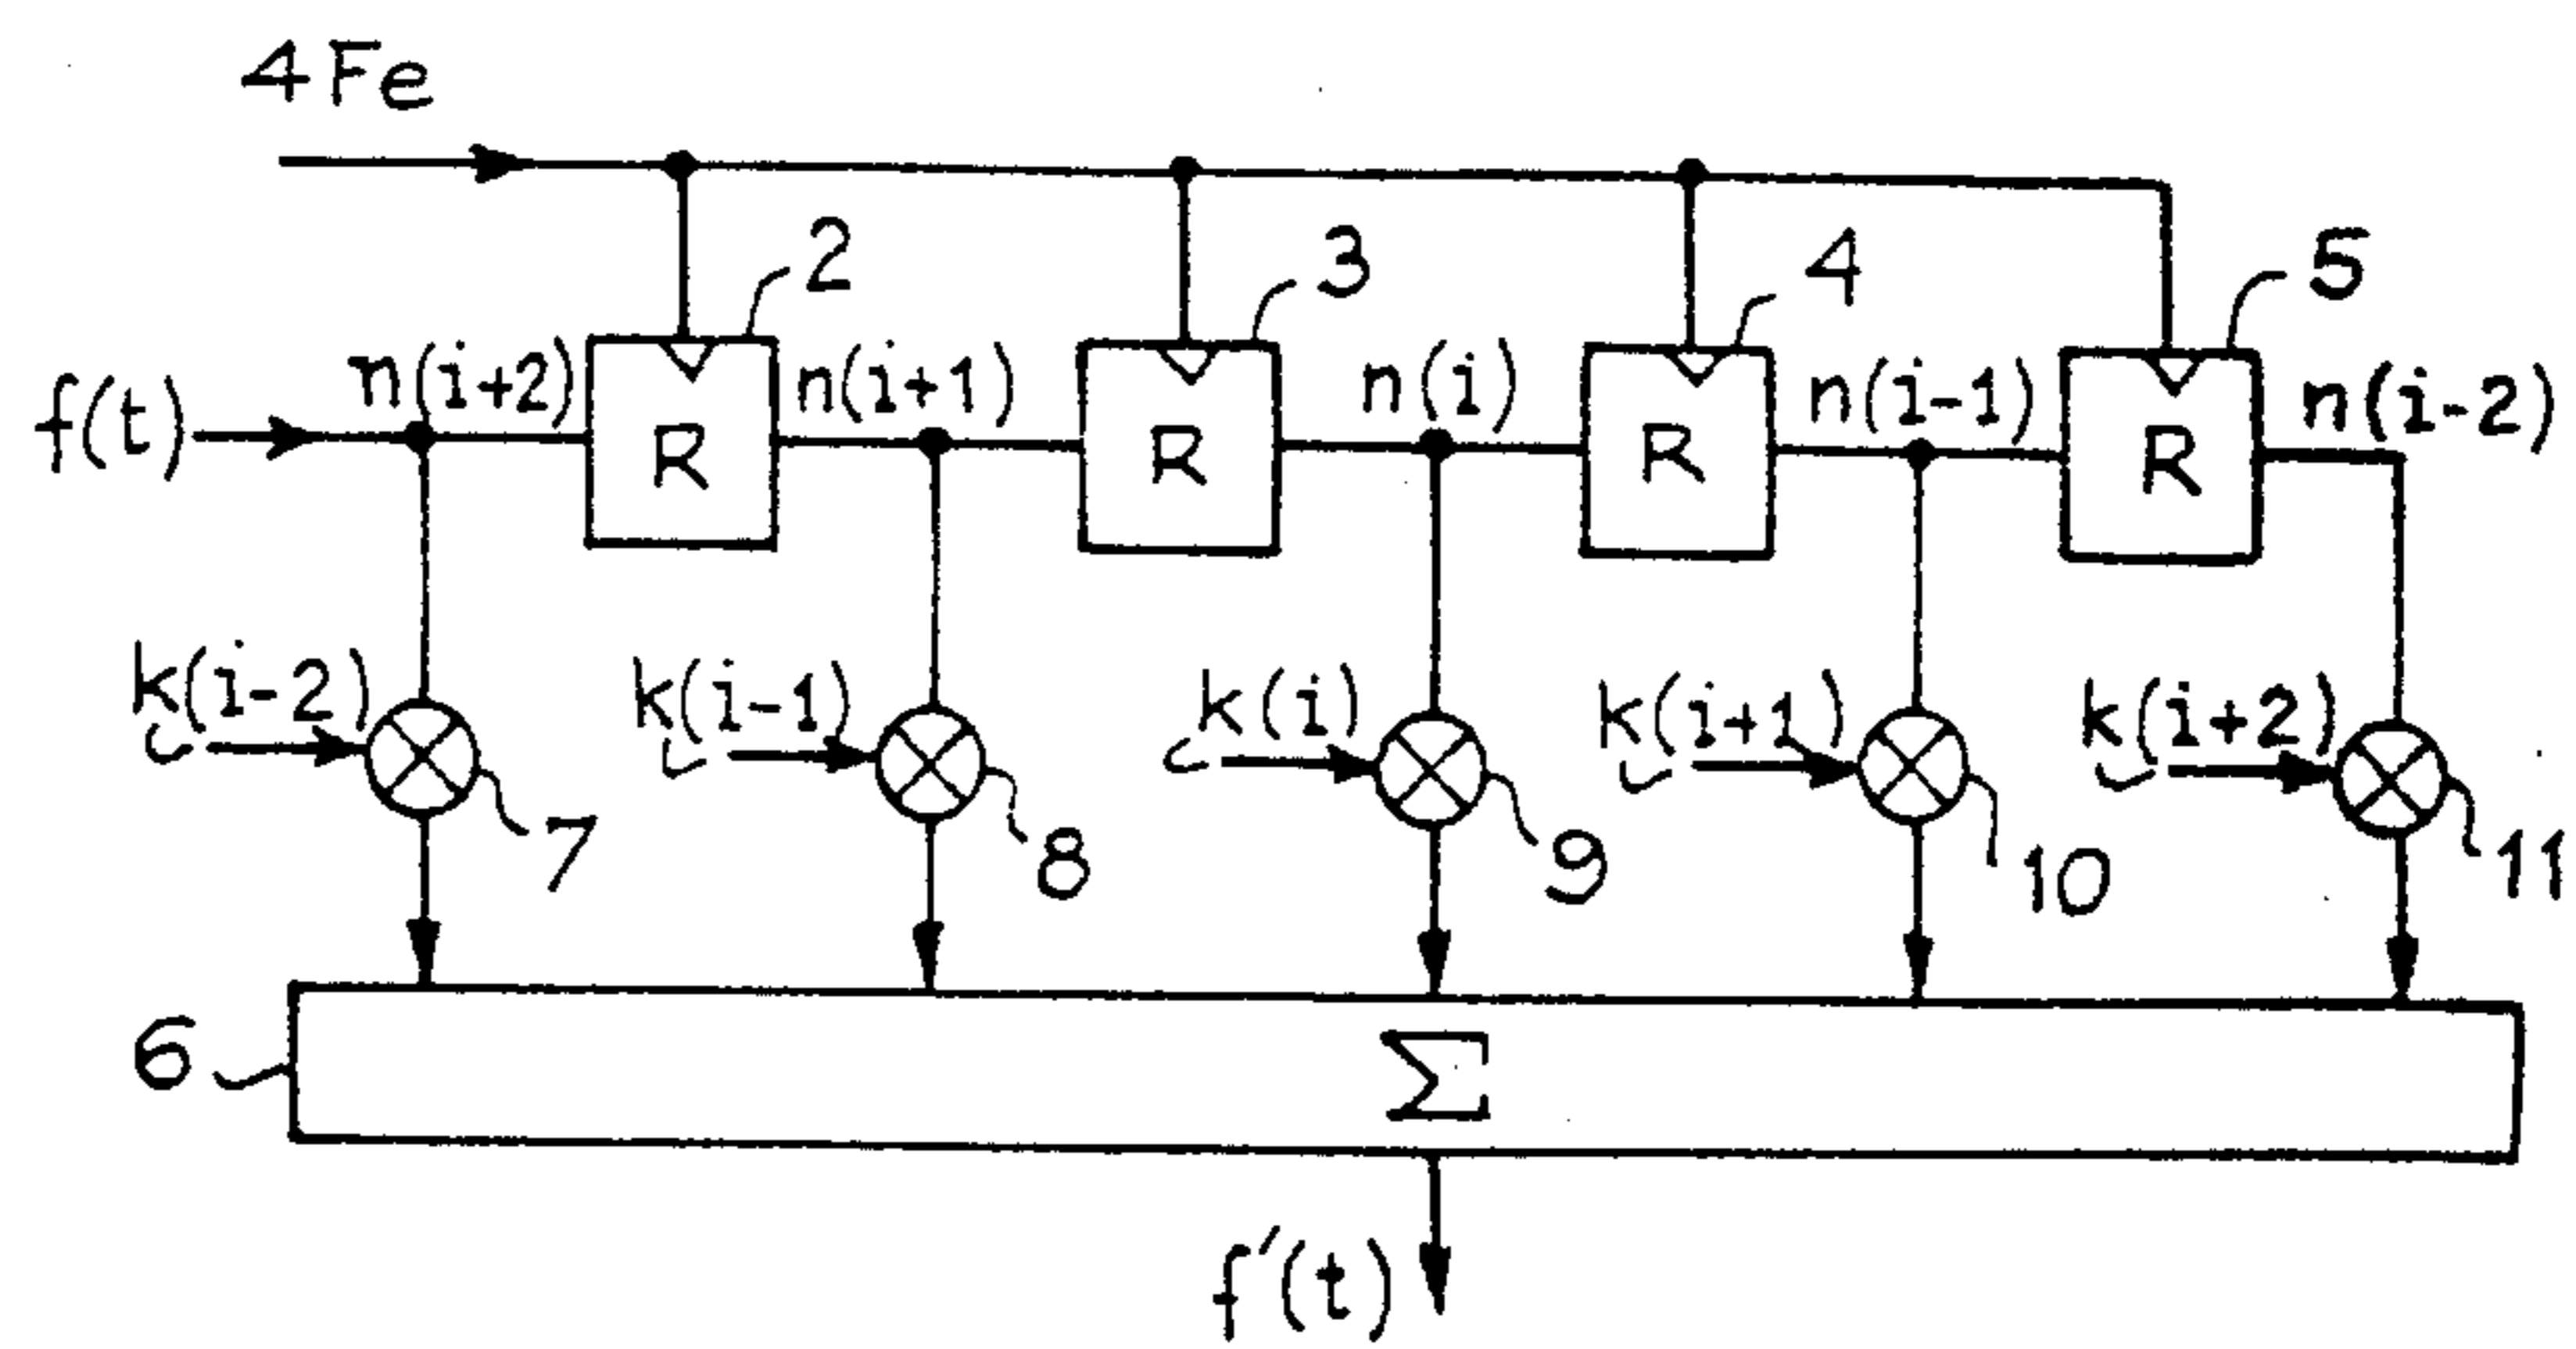 4Fe
2 3 4 5
f(t) n(i+2) n(i+1) n(i) n(i-1) n(i-2)
R R R R
k(i-2) k(i-1) k(i) k(i+1) k(i+2)
7 8 9 10 11
6 Σ
f'(t)